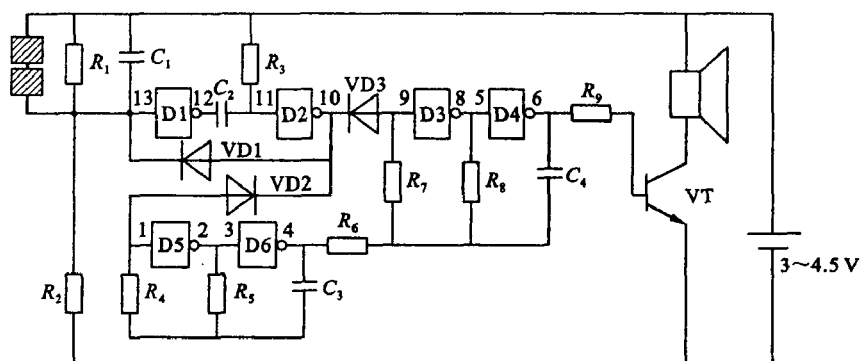 R₁ C₁ R₃
VD3
13 D1 12 C₂ 11 D2 10 9 D3 8 5 D4 6 R₉
VD1
VD2 R₇ R₈ C₄ VT
1 D5 2 3 D6 4 R₆
3～4.5 V
R₂ R₄ R₅ C₃